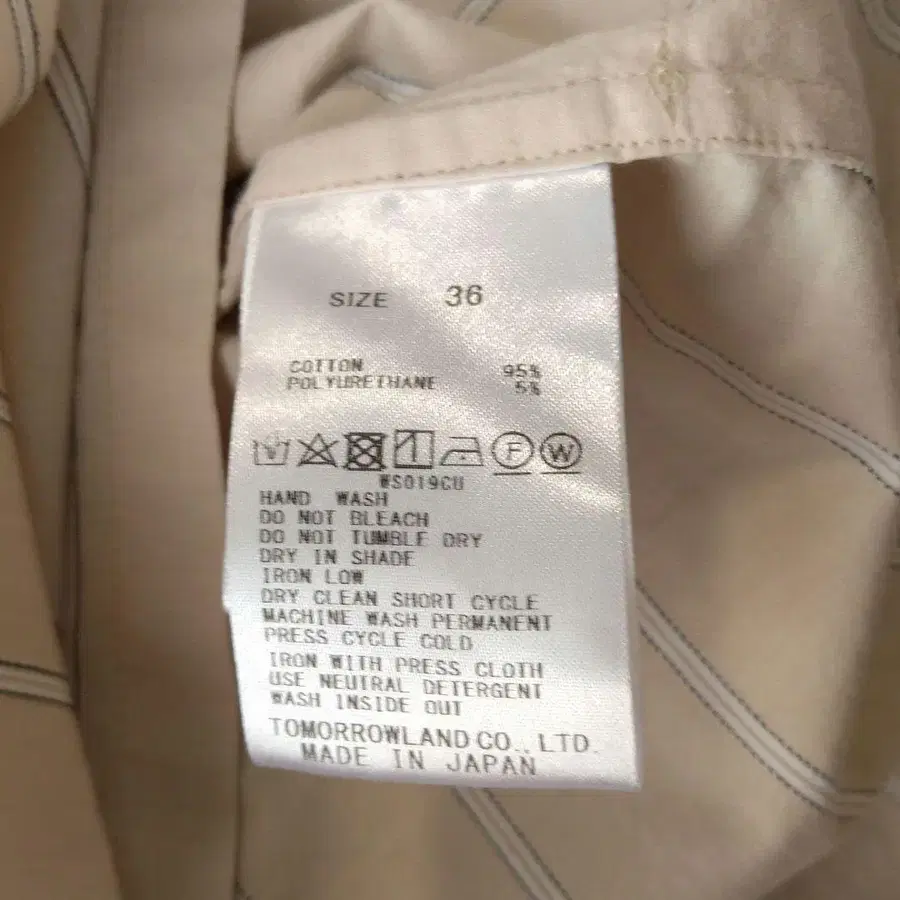 SIZE 36
COTTON 95%
POLYURETHANE 5%
F W
WS019CU
HAND WASH
DO NOT BLEACH
DO NOT TUMBLE DRY
DRY IN SHADE
IRON LOW
DRY CLEAN SHORT CYCLE
MACHINE WASH PERMANENT
PRESS CYCLE COLD
IRON WITH PRESS CLOTH
USE NEUTRAL DETERGENT
WASH INSIDE OUT
TOMORROWLAND CO., LTD.
MADE IN JAPAN